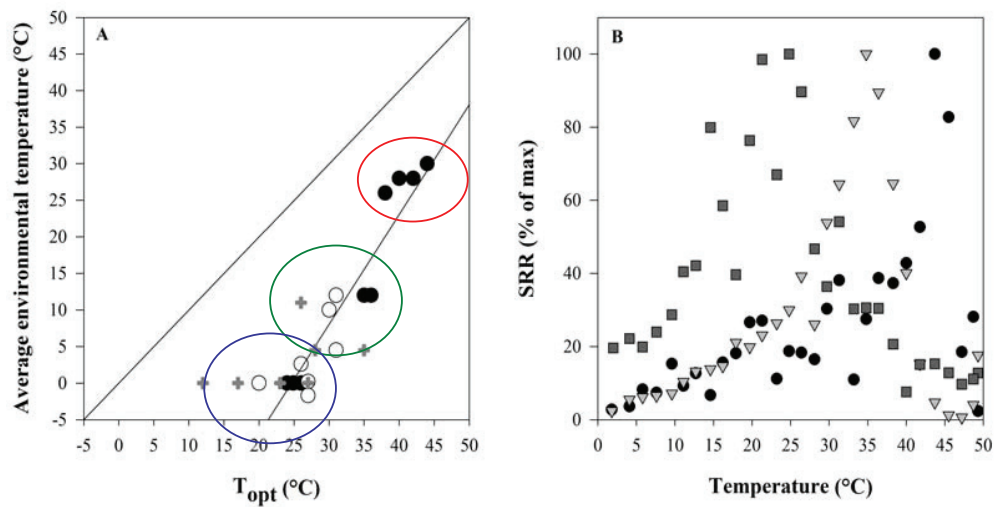 A
Average environmental temperature (°C)
50
45
40
35
30
25
20
15
10
5
0
-5
-5 0 5 10 15 20 25 30 35 40 45 50
Topt (°C)
B
SRR (% of max)
100
80
60
40
20
0
0 5 10 15 20 25 30 35 40 45 50
Temperature (°C)